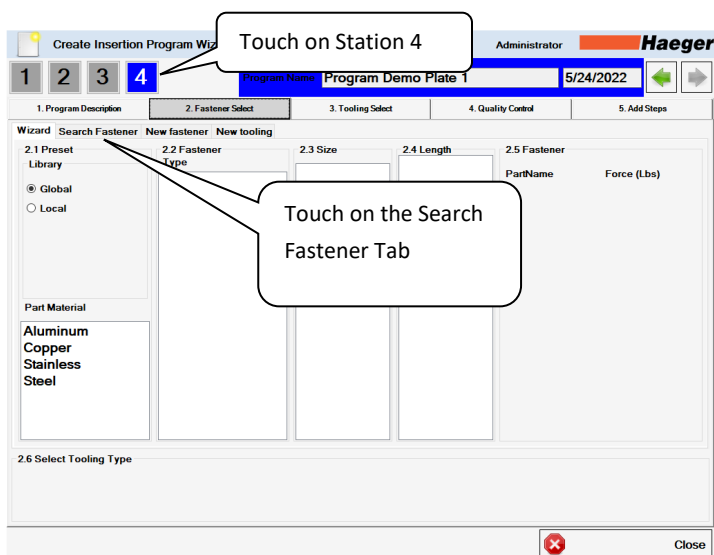 Create Insertion Program Wiz
Touch on Station 4
Administrator
Haeger
1 2 3 4
Program Name Program Demo Plate 1
5/24/2022
1. Program Description
2. Fastener Select
3. Tooling Select
4. Quality Control
5. Add Steps
Wizard Search Fastener New fastener New tooling
2.1 Preset
Library
Global
Local
Part Material
Aluminum
Copper
Stainless
Steel
2.2 Fastener
Type
2.3 Size
2.4 Length
2.5 Fastener
PartName Force (Lbs)
Touch on the Search
Fastener Tab
2.6 Select Tooling Type
Close